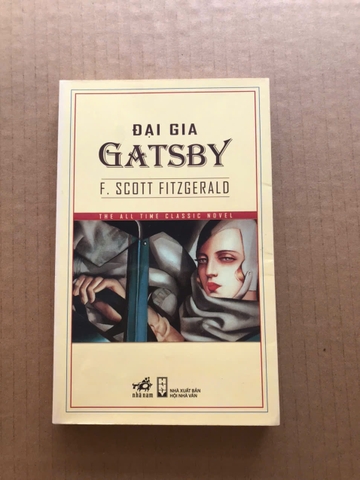 ĐẠI GIA
GATSBY
F. SCOTT FITZGERALD
THE ALL TIME CLASSIC NOVEL
nhã nam
NHÀ XUẤT BẢN
HỘI NHÀ VĂN